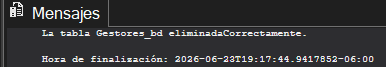 Mensajes
La tabla Gestores_bd eliminadaCorrectamente.
Hora de finalización: 2026-06-23T19:17:44.9417852-06:00